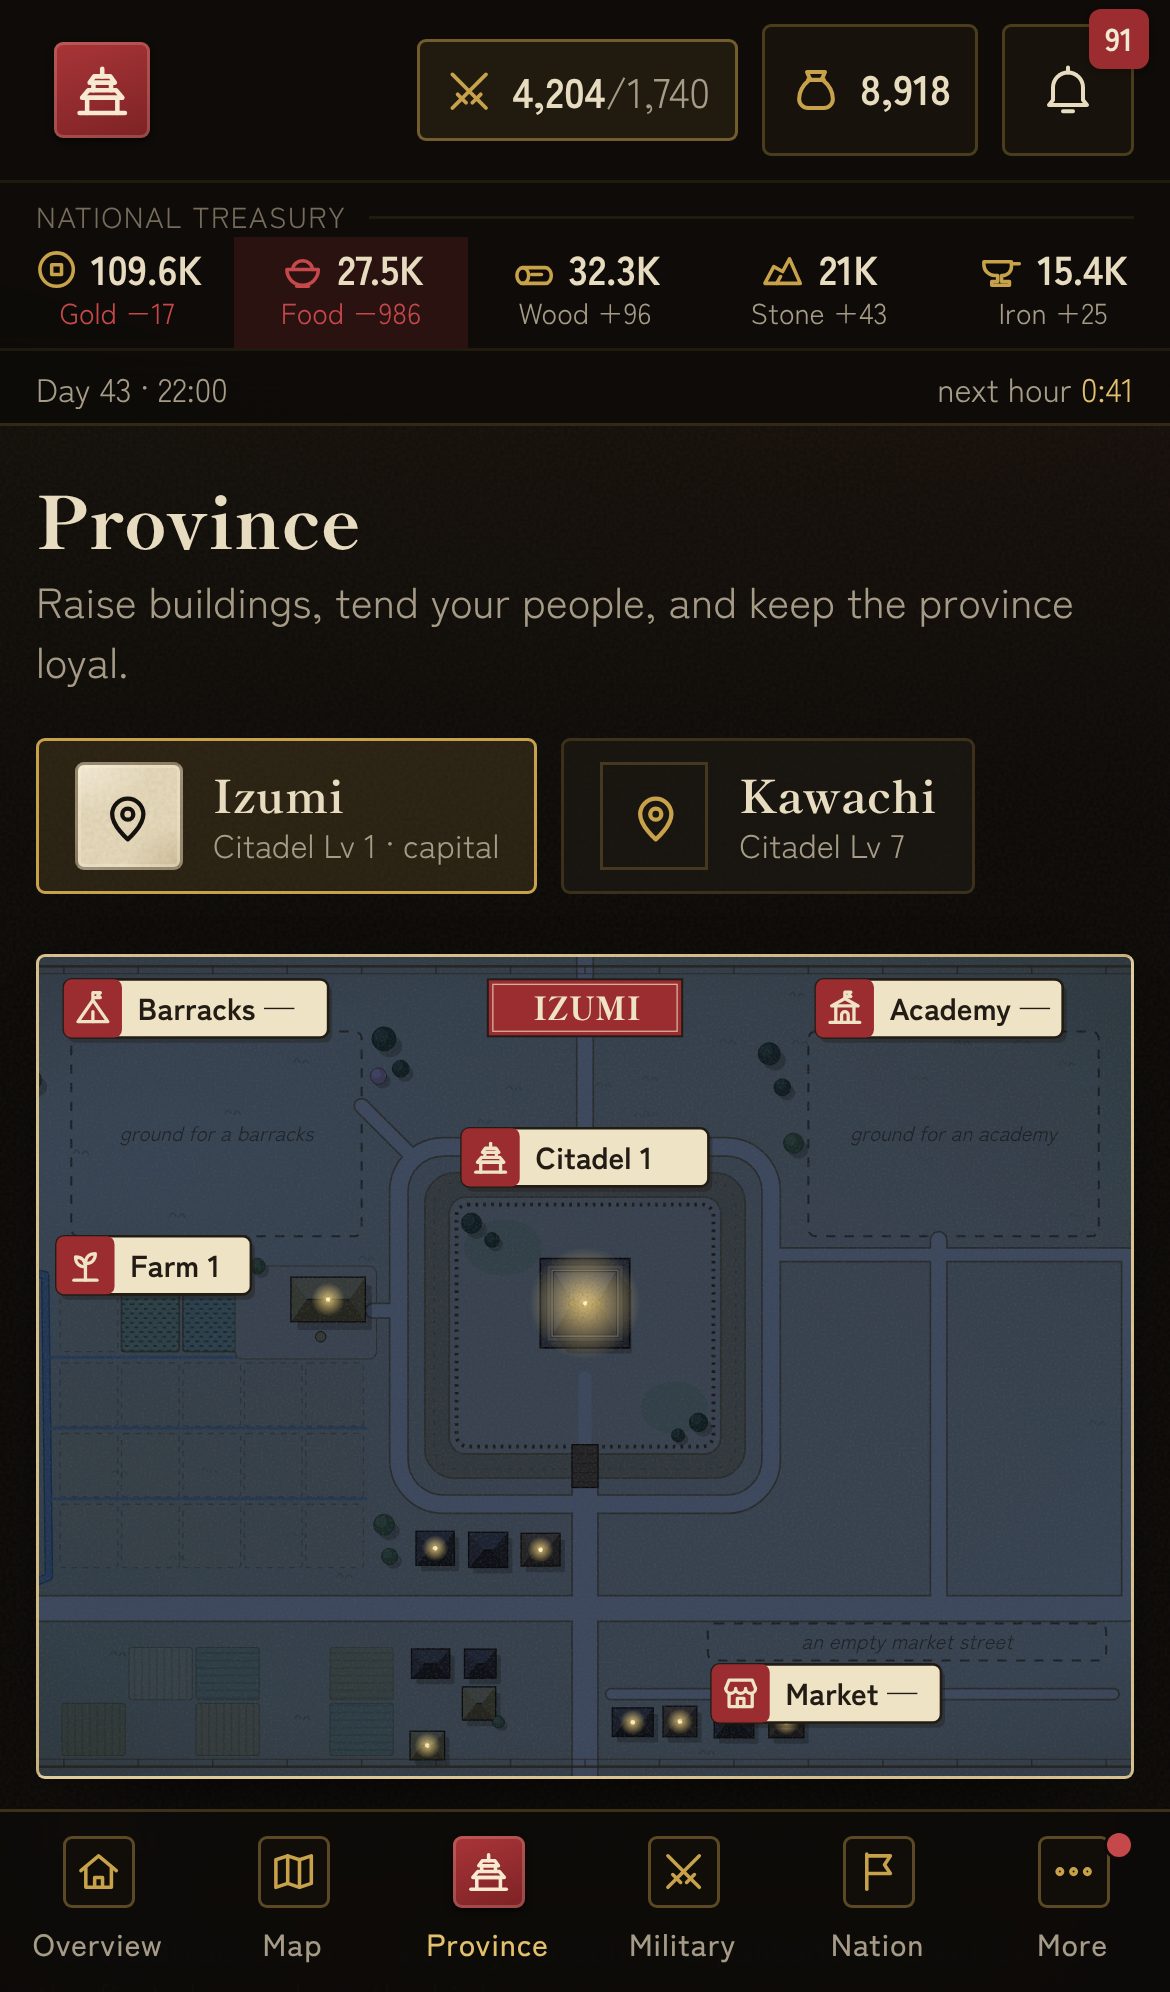 91
4,204/1,740
8,918
NATIONAL TREASURY
109.6K
Gold −17
27.5K
Food −986
32.3K
Wood +96
21K
Stone +43
15.4K
Iron +25
Day 43 · 22:00
next hour 0:41
Province
Raise buildings, tend your people, and keep the province
loyal.
Izumi
Citadel Lv 1 · capital
Kawachi
Citadel Lv 7
Barracks —
IZUMI
Academy —
ground for a barracks
ground for an academy
Citadel 1
Farm 1
an empty market street
Market —
Overview
Map
Province
Military
Nation
More